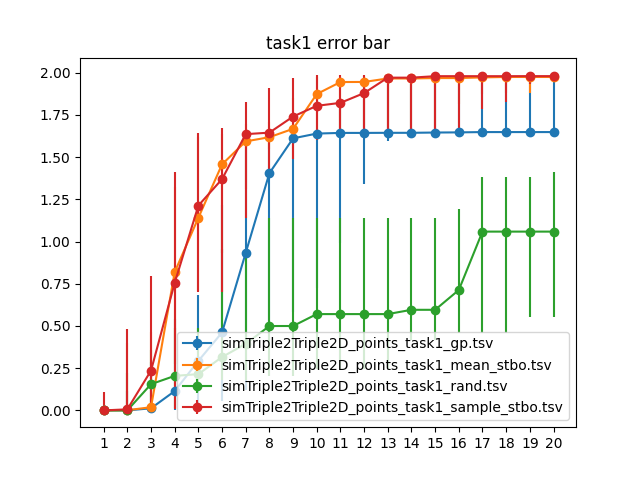 task1 error bar
2.00
1.75
1.50
1.25
1.00
0.75
0.50
0.25
0.00
simTriple2Triple2D_points_task1_gp.tsv
simTriple2Triple2D_points_task1_mean_stbo.tsv
simTriple2Triple2D_points_task1_rand.tsv
simTriple2Triple2D_points_task1_sample_stbo.tsv
1 2 3 4 5 6 7 8 9 10 11 12 13 14 15 16 17 18 19 20